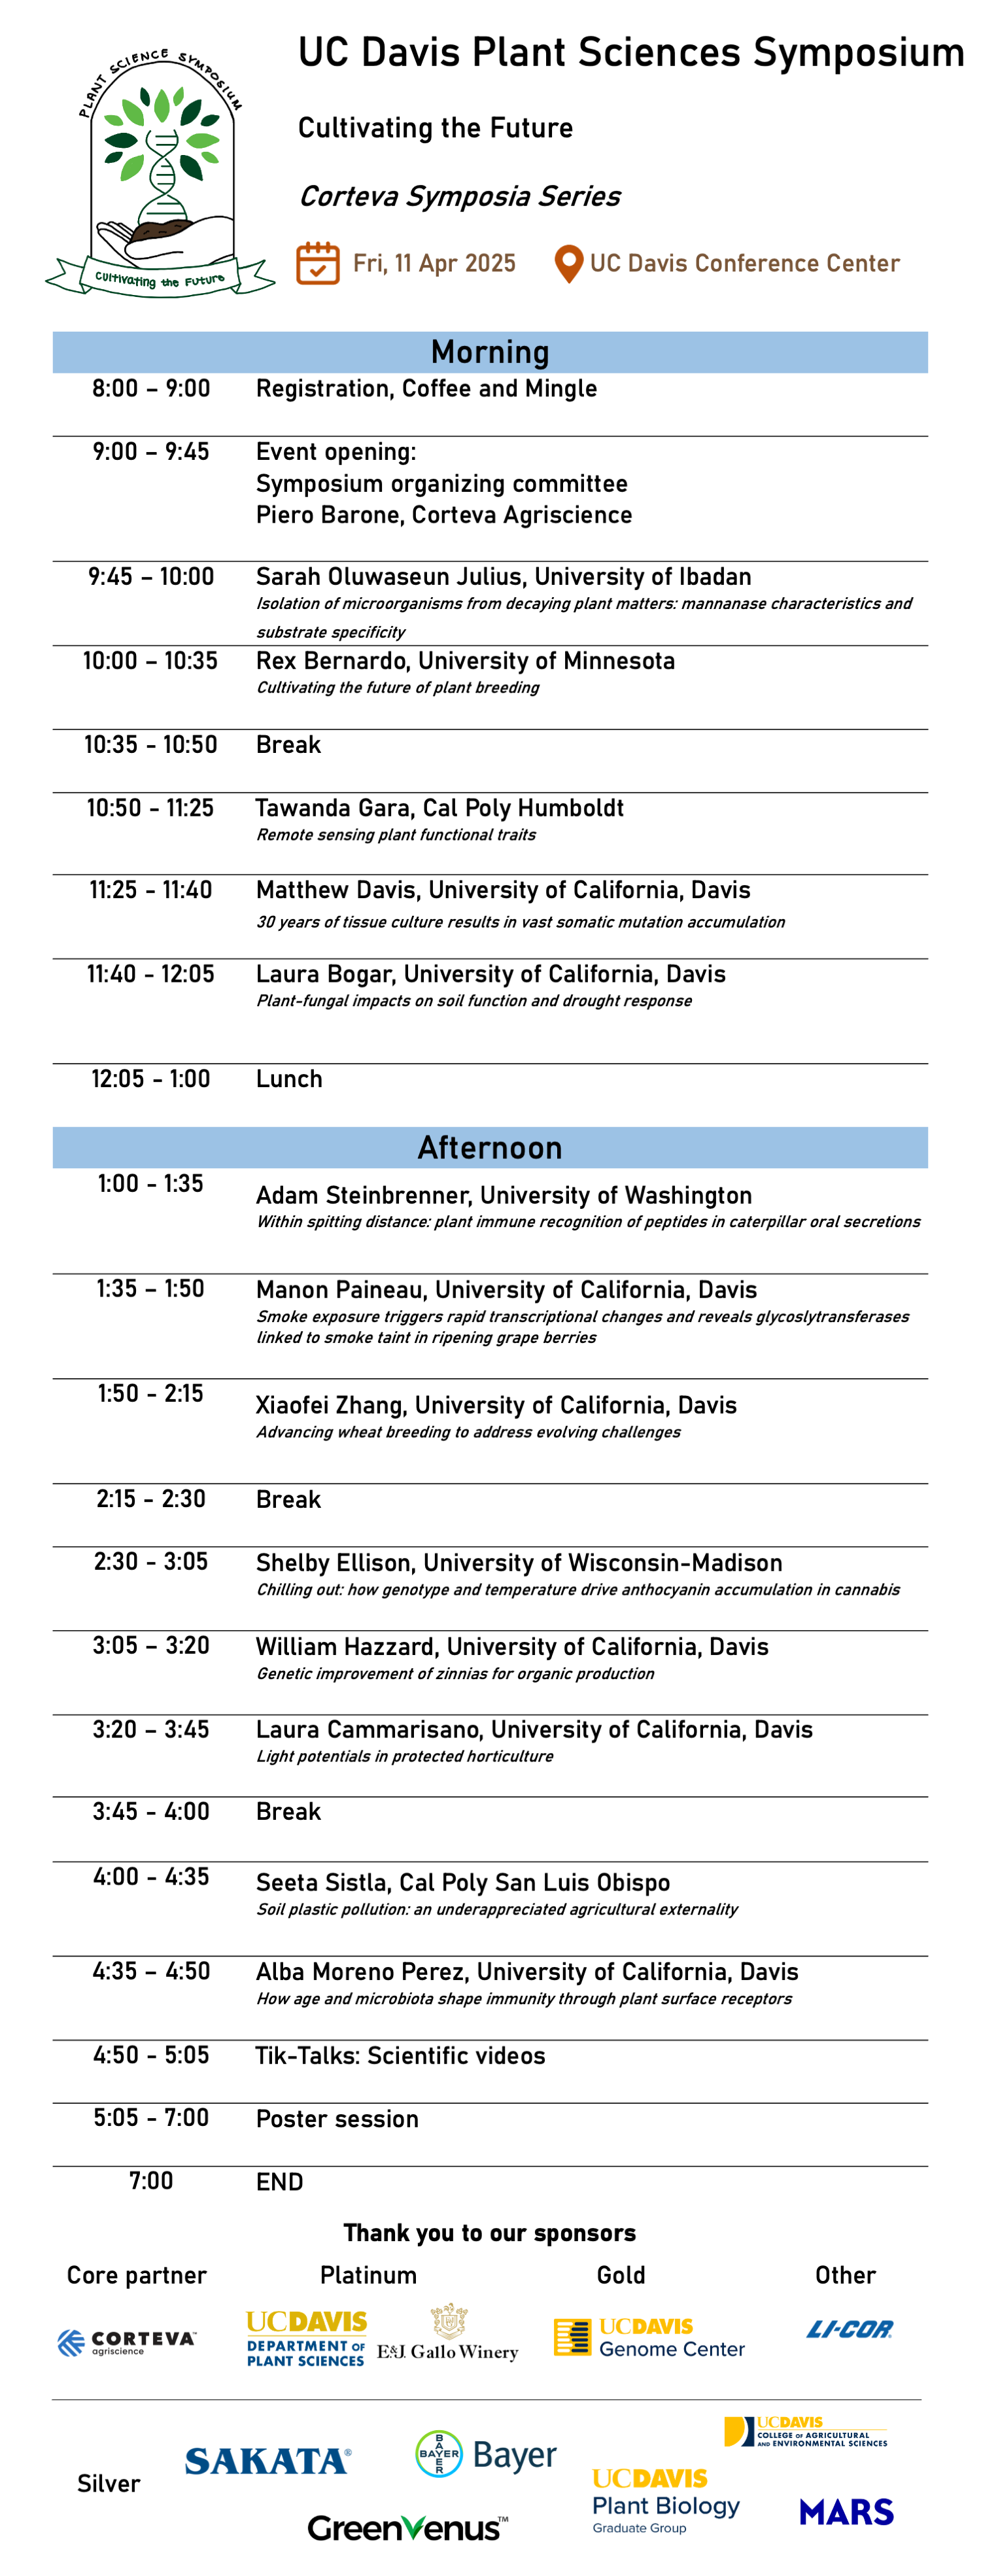 PLANT SCIENCE SYMPOSIUM
Cultivating the Future
UC Davis Plant Sciences Symposium
Cultivating the Future
Corteva Symposia Series
Fri, 11 Apr 2025
UC Davis Conference Center
Morning
8:00 – 9:00 Registration, Coffee and Mingle
9:00 – 9:45 Event opening:
Symposium organizing committee
Piero Barone, Corteva Agriscience
9:45 – 10:00 Sarah Oluwaseun Julius, University of Ibadan
Isolation of microorganisms from decaying plant matters: mannanase characteristics and
substrate specificity
10:00 – 10:35 Rex Bernardo, University of Minnesota
Cultivating the future of plant breeding
10:35 - 10:50 Break
10:50 - 11:25 Tawanda Gara, Cal Poly Humboldt
Remote sensing plant functional traits
11:25 - 11:40 Matthew Davis, University of California, Davis
30 years of tissue culture results in vast somatic mutation accumulation
11:40 - 12:05 Laura Bogar, University of California, Davis
Plant-fungal impacts on soil function and drought response
12:05 - 1:00 Lunch
Afternoon
1:00 - 1:35 Adam Steinbrenner, University of Washington
Within spitting distance: plant immune recognition of peptides in caterpillar oral secretions
1:35 – 1:50 Manon Paineau, University of California, Davis
Smoke exposure triggers rapid transcriptional changes and reveals glycoslytransferases
linked to smoke taint in ripening grape berries
1:50 - 2:15 Xiaofei Zhang, University of California, Davis
Advancing wheat breeding to address evolving challenges
2:15 - 2:30 Break
2:30 - 3:05 Shelby Ellison, University of Wisconsin-Madison
Chilling out: how genotype and temperature drive anthocyanin accumulation in cannabis
3:05 – 3:20 William Hazzard, University of California, Davis
Genetic improvement of zinnias for organic production
3:20 – 3:45 Laura Cammarisano, University of California, Davis
Light potentials in protected horticulture
3:45 - 4:00 Break
4:00 - 4:35 Seeta Sistla, Cal Poly San Luis Obispo
Soil plastic pollution: an underappreciated agricultural externality
4:35 – 4:50 Alba Moreno Perez, University of California, Davis
How age and microbiota shape immunity through plant surface receptors
4:50 - 5:05 Tik-Talks: Scientific videos
5:05 - 7:00 Poster session
7:00 END
Thank you to our sponsors
Core partner Platinum Gold Other
CORTEVA™
agriscience
UCDAVIS
DEPARTMENT OF
PLANT SCIENCES
E&J. Gallo Winery
UCDAVIS
Genome Center
LI-COR®
Silver
SAKATA®
BAYER
BAYER
Bayer
UCDAVIS
COLLEGE OF AGRICULTURAL
AND ENVIRONMENTAL SCIENCES
GreenVenus™
UCDAVIS
Plant Biology
Graduate Group
MARS